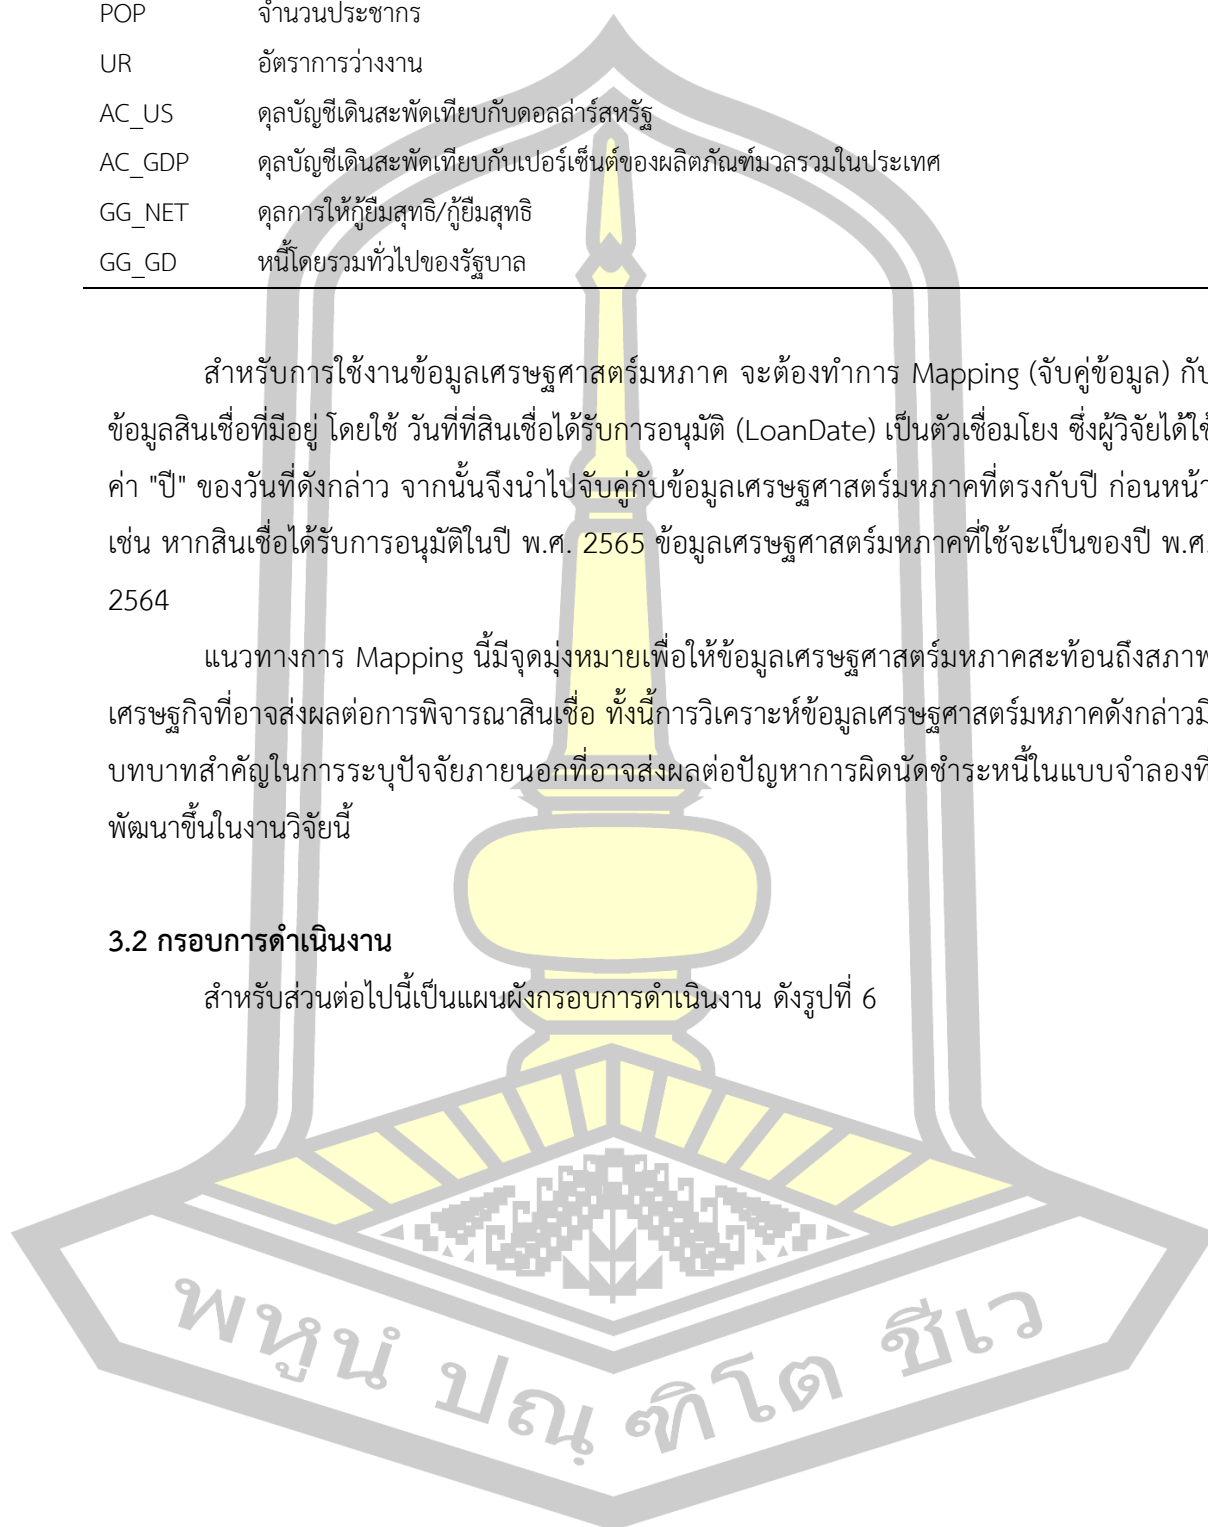 POP จำนวนประชากร
UR อัตราการว่างงาน
AC_US ดุลบัญชีเดินสะพัดเทียบกับดอลล่าร์สหรัฐ
AC_GDP ดุลบัญชีเดินสะพัดเทียบกับเปอร์เซ็นต์ของผลิตภัณฑ์มวลรวมในประเทศ
GG_NET ดุลการให้กู้ยืมสุทธิ/กู้ยืมสุทธิ
GG_GD หนี้โดยรวมทั่วไปของรัฐบาล
สำหรับการใช้งานข้อมูลเศรษฐศาสตร์มหภาค จะต้องทำการ Mapping (จับคู่ข้อมูล) กับ
ข้อมูลสินเชื่อที่มีอยู่ โดยใช้ วันที่ที่สินเชื่อได้รับการอนุมัติ (LoanDate) เป็นตัวเชื่อมโยง ซึ่งผู้วิจัยได้ใช้
ค่า "ปี" ของวันที่ดังกล่าว จากนั้นจึงนำไปจับคู่กับข้อมูลเศรษฐศาสตร์มหภาคที่ตรงกับปี ก่อนหน้า
เช่น หากสินเชื่อได้รับการอนุมัติในปี พ.ศ. 2565 ข้อมูลเศรษฐศาสตร์มหภาคที่ใช้จะเป็นของปี พ.ศ.
2564
แนวทางการ Mapping นี้มีจุดมุ่งหมายเพื่อให้ข้อมูลเศรษฐศาสตร์มหภาคสะท้อนถึงสภาพ
เศรษฐกิจที่อาจส่งผลต่อการพิจารณาสินเชื่อ ทั้งนี้การวิเคราะห์ข้อมูลเศรษฐศาสตร์มหภาคดังกล่าวมี
บทบาทสำคัญในการระบุปัจจัยภายนอกที่อาจส่งผลต่อปัญหาการผิดนัดชำระหนี้ในแบบจำลองที่
พัฒนาขึ้นในงานวิจัยนี้
3.2 กรอบการดำเนินงาน
สำหรับส่วนต่อไปนี้เป็นแผนผังกรอบการดำเนินงาน ดังรูปที่ 6
พหูนํ ปณฺฑิโต ชีเว